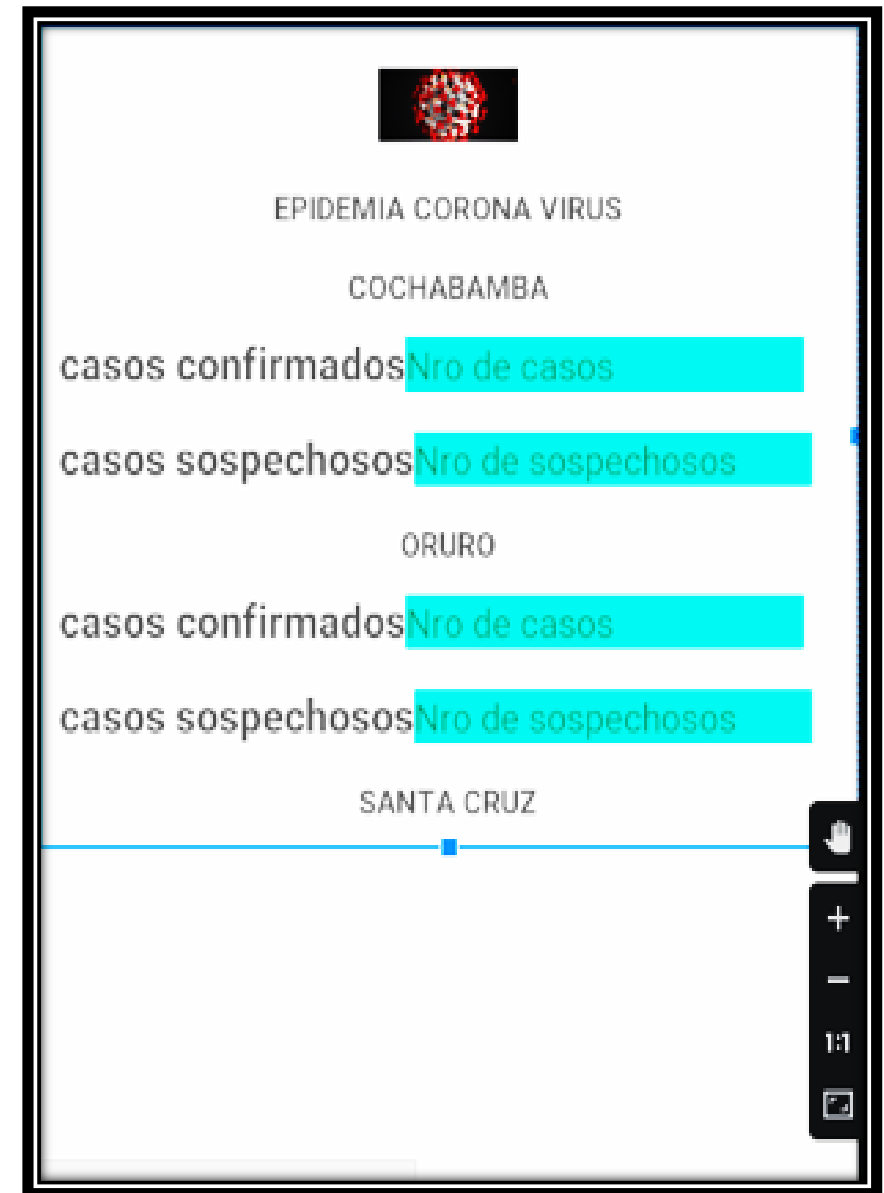 EPIDEMIA CORONA VIRUS
COCHABAMBA
casos confirmados Nro de casos
casos sospechosos Nro de sospechosos
ORURO
casos confirmados Nro de casos
casos sospechosos Nro de sospechosos
SANTA CRUZ
1:1